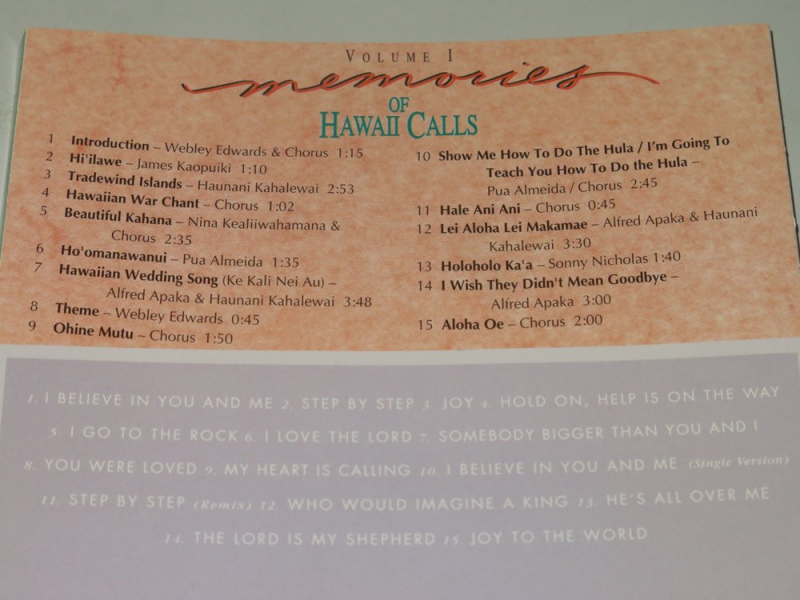 VOLUME I
memories
OF
HAWAII CALLS
1 Introduction – Webley Edwards & Chorus 1:15
2 Hi'ilawe – James Kaopuiki 1:10
3 Tradewind Islands – Haunani Kahalewai 2:53
4 Hawaiian War Chant – Chorus 1:02
5 Beautiful Kahana – Nina Kealiiwahamana &
Chorus 2:35
6 Ho'omanawanui – Pua Almeida 1:35
7 Hawaiian Wedding Song (Ke Kali Nei Au) –
Alfred Apaka & Haunani Kahalewai 3:48
8 Theme – Webley Edwards 0:45
9 Ohine Mutu – Chorus 1:50
10 Show Me How To Do The Hula / I'm Going To
Teach You How To Do the Hula –
Pua Almeida / Chorus 2:45
11 Hale Ani Ani – Chorus 0:45
12 Lei Aloha Lei Makamae – Alfred Apaka & Haunani
Kahalewai 3:30
13 Holoholo Ka'a – Sonny Nicholas 1:40
14 I Wish They Didn't Mean Goodbye –
Alfred Apaka 3:00
15 Aloha Oe – Chorus 2:00
1. I BELIEVE IN YOU AND ME 2. STEP BY STEP 3. JOY 4. HOLD ON, HELP IS ON THE WAY
5. I GO TO THE ROCK 6. I LOVE THE LORD 7. SOMEBODY BIGGER THAN YOU AND I
8. YOU WERE LOVED 9. MY HEART IS CALLING 10. I BELIEVE IN YOU AND ME (Single Version)
11. STEP BY STEP (Remix) 12. WHO WOULD IMAGINE A KING 13. HE'S ALL OVER ME
14. THE LORD IS MY SHEPHERD 15. JOY TO THE WORLD